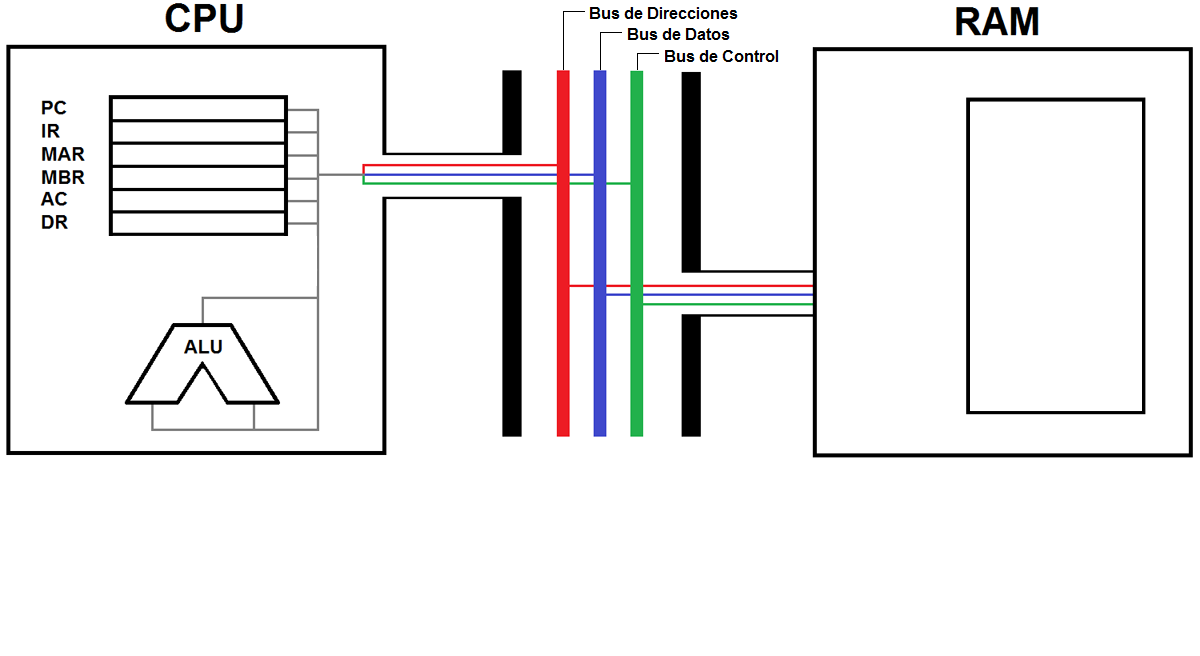 CPU
RAM
Bus de Direcciones
Bus de Datos
Bus de Control
PC
IR
MAR
MBR
AC
DR
ALU